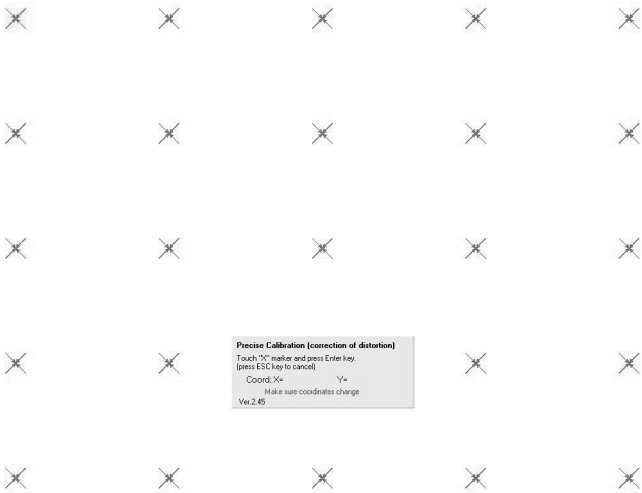 Precise Calibration (correction of distortion)
Touch "X" marker and press Enter key.
(press ESC key to cancel)
Coord: X= Y=
Make sure coordinates change
Ver.2.45